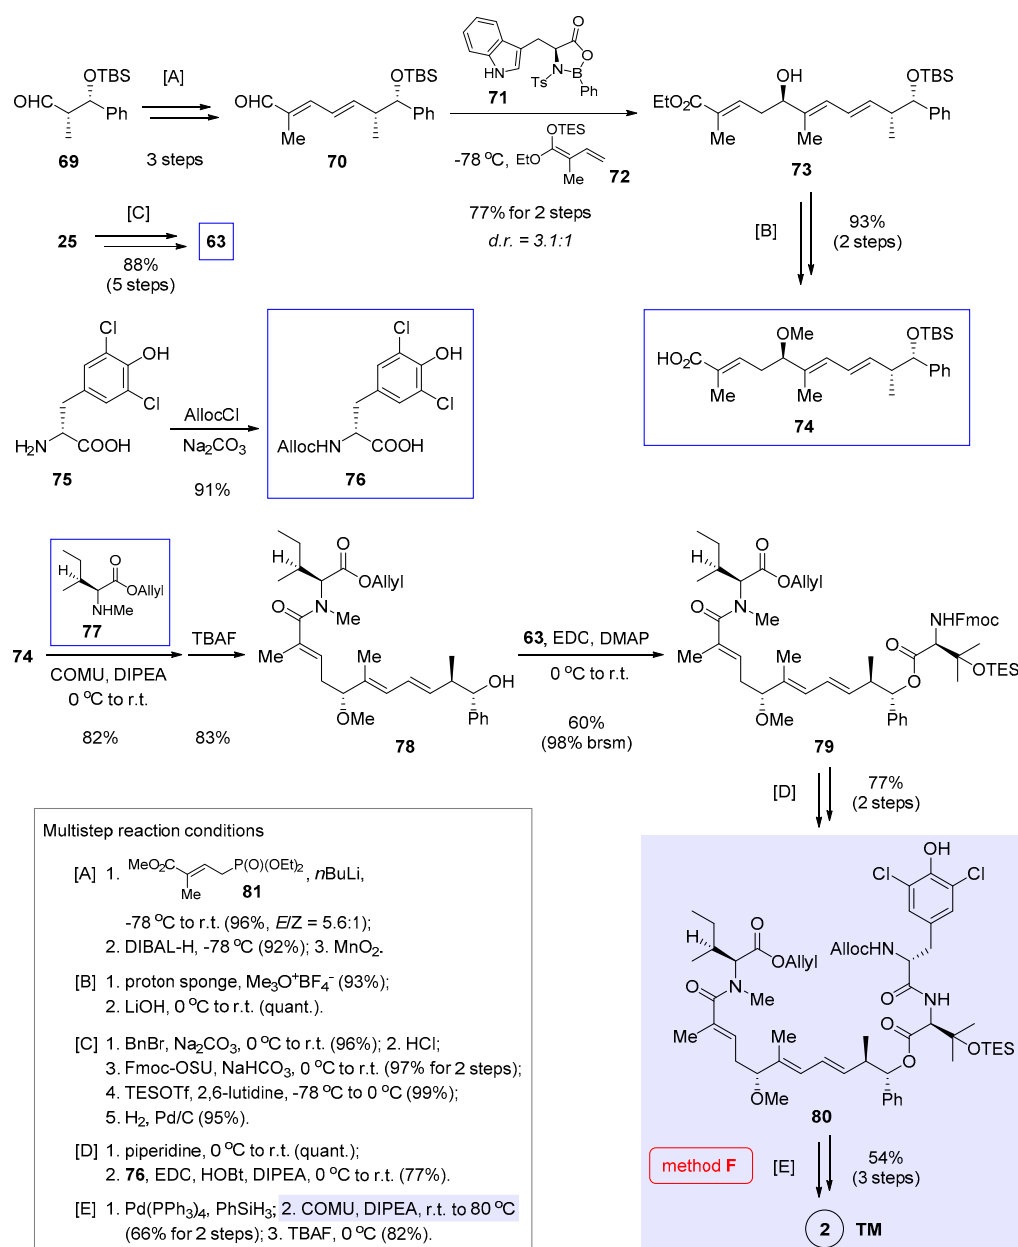 OTBS
OHC
Ph
CH3
69
[A]
3 steps
OHC
Me
OTBS
Ph
70
HN
Ts
N
O
O
B
Ph
71
-78 °C,
OTES
EtO
Me
72
77% for 2 steps
d.r. = 3.1:1
EtO2C
Me
OH
Me
OTBS
Ph
73
25
[C]
88%
(5 steps)
63
[B]
93%
(2 steps)
Cl
OH
Cl
H2N
COOH
75
AllocCl
Na2CO3
91%
Cl
OH
Cl
AllocHN
COOH
76
HO2C
Me
OMe
Me
OTBS
Ph
74
74
H
O
OAllyl
NHMe
77
COMU, DIPEA
0 °C to r.t.
82%
TBAF
83%
H
O
OAllyl
N
Me
O
Me
Me
OMe
OH
Ph
78
63, EDC, DMAP
0 °C to r.t.
60%
(98% brsm)
H
O
OAllyl
N
Me
O
Me
Me
OMe
NHFmoc
O
OTES
O
Ph
79
[D]
77%
(2 steps)
Multistep reaction conditions
[A] 1. MeO2C Me P(O)(OEt)2 81, nBuLi,
-78 °C to r.t. (96%, E/Z = 5.6:1);
2. DIBAL-H, -78 °C (92%); 3. MnO2.
[B] 1. proton sponge, Me3O+BF4− (93%);
2. LiOH, 0 °C to r.t. (quant.).
[C] 1. BnBr, Na2CO3, 0 °C to r.t. (96%); 2. HCl;
3. Fmoc-OSU, NaHCO3, 0 °C to r.t. (97% for 2 steps);
4. TESOTf, 2,6-lutidine, -78 °C to 0 °C (99%);
5. H2, Pd/C (95%).
[D] 1. piperidine, 0 °C to r.t. (quant.);
2. 76, EDC, HOBt, DIPEA, 0 °C to r.t. (77%).
[E] 1. Pd(PPh3)4, PhSiH3; 2. COMU, DIPEA, r.t. to 80 °C
(66% for 2 steps); 3. TBAF, 0 °C (82%).
OH
Cl
Cl
AllocHN
O
NH
H
O
OAllyl
N
Me
O
Me
Me
OMe
O
OTES
O
Ph
80
method F
[E]
54%
(3 steps)
2 TM